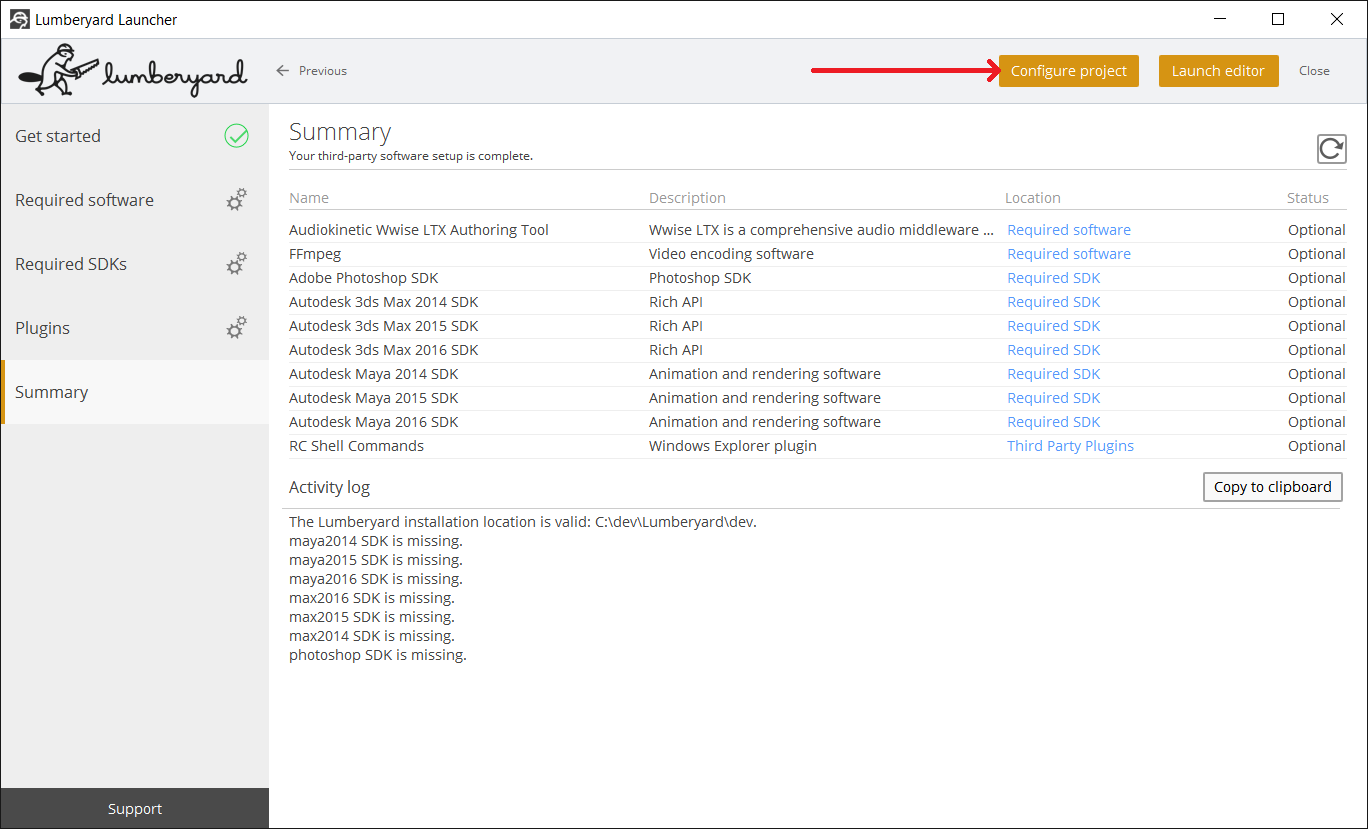 Lumberyard Launcher
lumberyard
Previous
Configure project
Launch editor
Close
Get started
Required software
Required SDKs
Plugins
Summary
Support
Summary
Your third-party software setup is complete.
Name Description Location Status
Audiokinetic Wwise LTX Authoring Tool Wwise LTX is a comprehensive audio middleware ... Required software Optional
FFmpeg Video encoding software Required software Optional
Adobe Photoshop SDK Photoshop SDK Required SDK Optional
Autodesk 3ds Max 2014 SDK Rich API Required SDK Optional
Autodesk 3ds Max 2015 SDK Rich API Required SDK Optional
Autodesk 3ds Max 2016 SDK Rich API Required SDK Optional
Autodesk Maya 2014 SDK Animation and rendering software Required SDK Optional
Autodesk Maya 2015 SDK Animation and rendering software Required SDK Optional
Autodesk Maya 2016 SDK Animation and rendering software Required SDK Optional
RC Shell Commands Windows Explorer plugin Third Party Plugins Optional
Activity log
Copy to clipboard
The Lumberyard installation location is valid: C:\dev\Lumberyard\dev.
maya2014 SDK is missing.
maya2015 SDK is missing.
maya2016 SDK is missing.
max2016 SDK is missing.
max2015 SDK is missing.
max2014 SDK is missing.
photoshop SDK is missing.